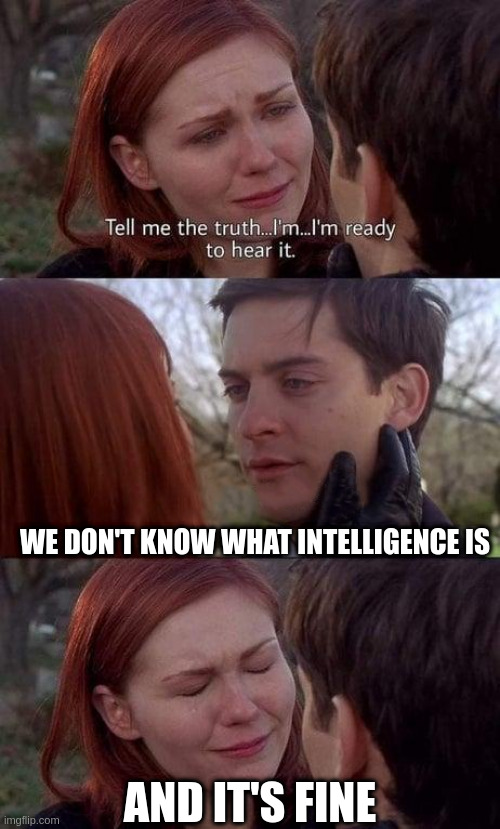 Tell me the truth...I'm...I'm ready
to hear it.
WE DON'T KNOW WHAT INTELLIGENCE IS
AND IT'S FINE
imgflip.com